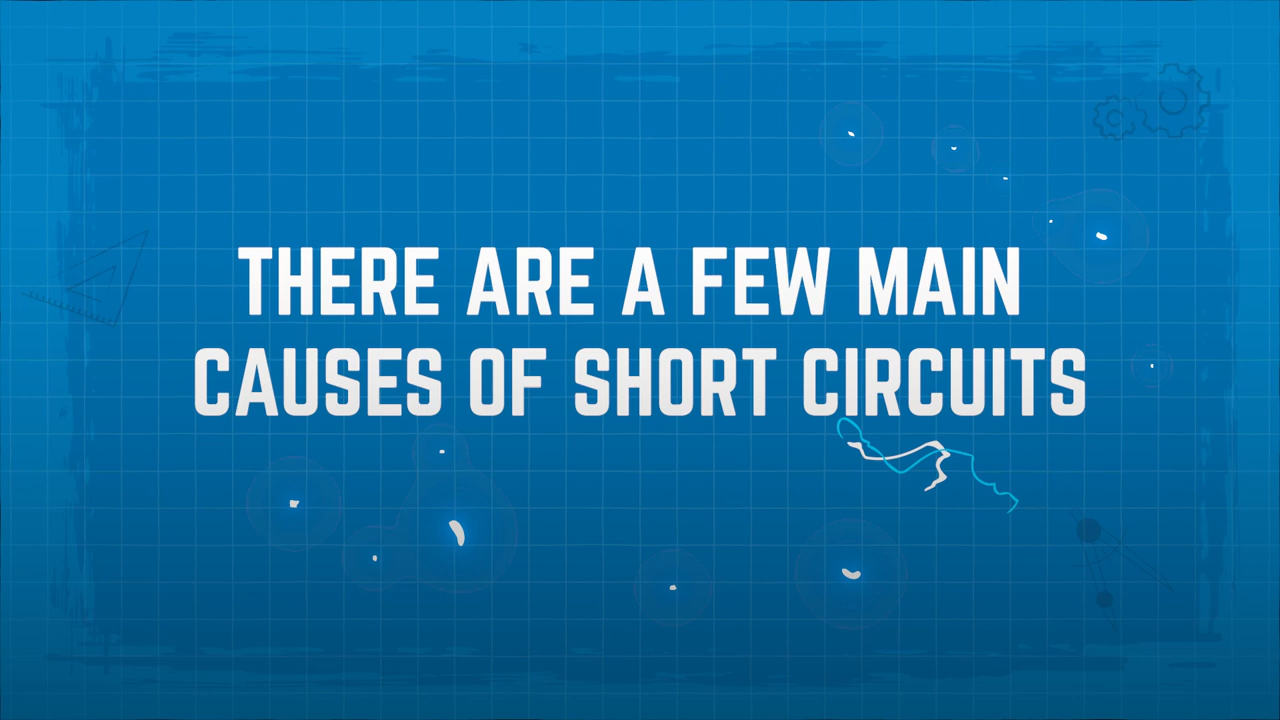 THERE ARE A FEW MAIN
CAUSES OF SHORT CIRCUITS